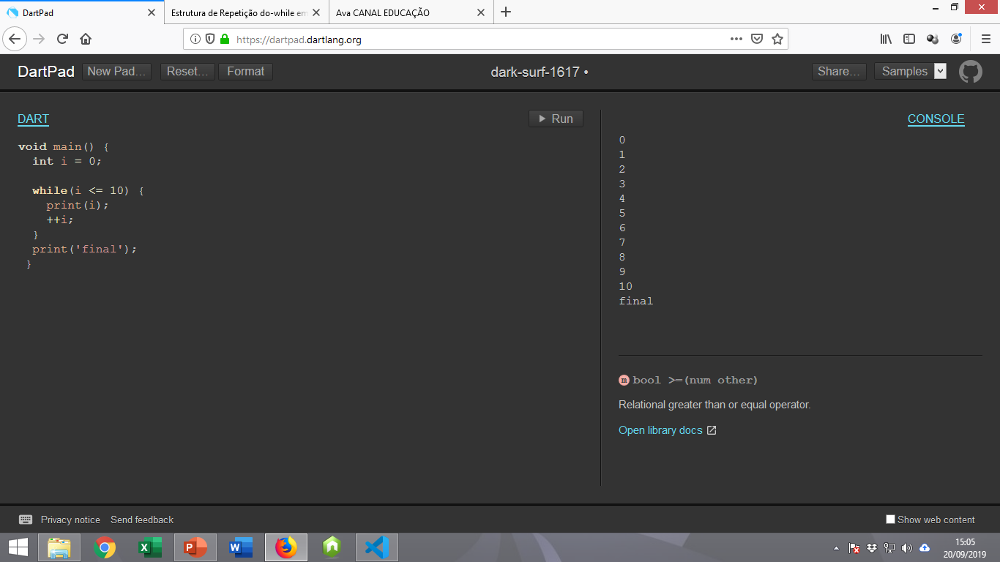 DartPad
Estrutura de Repetição do-while em
Ava CANAL EDUCAÇÃO
https://dartpad.dartlang.org
DartPad
New Pad...
Reset...
Format
dark-surf-1617 •
Share...
Samples
DART
Run
CONSOLE
void main() {
  int i = 0;
  while(i <= 10) {
    print(i);
    ++i;
  }
  print('final');
 }
0
1
2
3
4
5
6
7
8
9
10
final
m bool >=(num other)
Relational greater than or equal operator.
Open library docs
Privacy notice
Send feedback
Show web content
15:05
20/09/2019